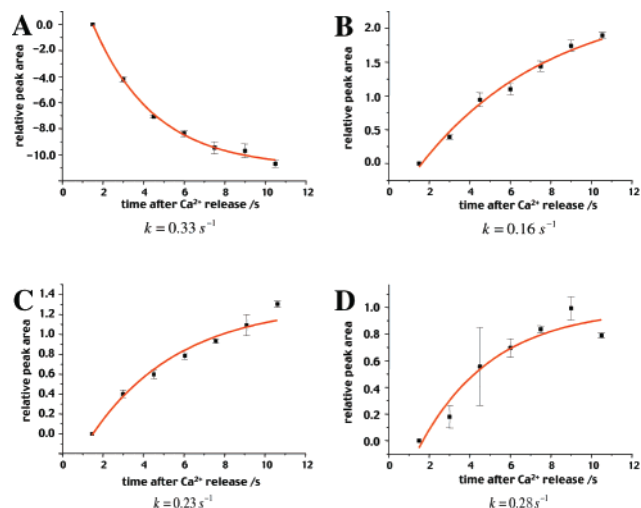 A
relative peak area
0.0
−2.0
−4.0
−6.0
−8.0
−10.0
0 2 4 6 8 10 12
time after Ca²⁺ release /s
k = 0.33 s⁻¹
B
relative peak area
2.0
1.5
1.0
0.5
0.0
0 2 4 6 8 10 12
time after Ca²⁺ release /s
k = 0.16 s⁻¹
C
relative peak area
1.4
1.2
1.0
0.8
0.6
0.4
0.2
0.0
0 2 4 6 8 10 12
time after Ca²⁺ release /s
k = 0.23 s⁻¹
D
relative peak area
1.0
0.8
0.6
0.4
0.2
0.0
0 2 4 6 8 10 12
time after Ca²⁺ release /s
k = 0.28 s⁻¹